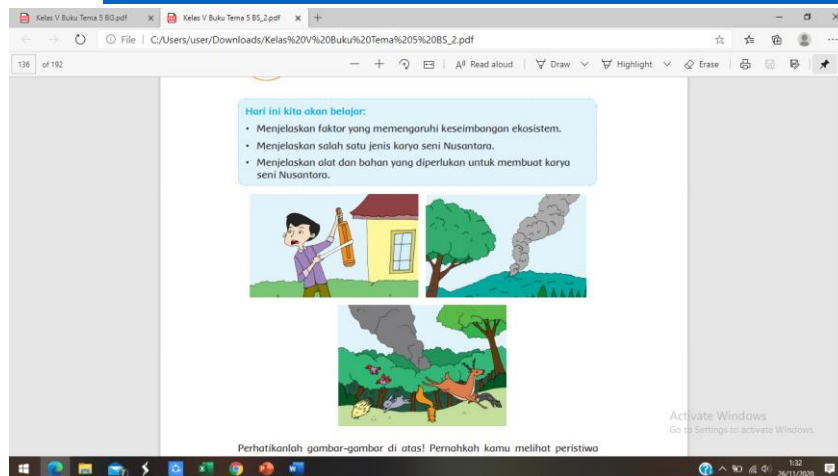 Kelas V Buku Tema 5 BG.pdf
Kelas V Buku Tema 5 BS_2.pdf
File
C:/Users/user/Downloads/Kelas%20V%20Buku%20Tema%205%20BS_2.pdf
136 of 192
Read aloud
Draw
Highlight
Erase
Hari ini kita akan belajar:
• Menjelaskan faktor yang memengaruhi keseimbangan ekosistem.
• Menjelaskan salah satu jenis karya seni Nusantara.
• Menjelaskan alat dan bahan yang diperlukan untuk membuat karya
seni Nusantara.
Perhatikanlah gambar-gambar di atas! Pernahkah kamu melihat peristiwa
Activate Windows
Go to Settings to activate Windows.
1:32
26/11/2020